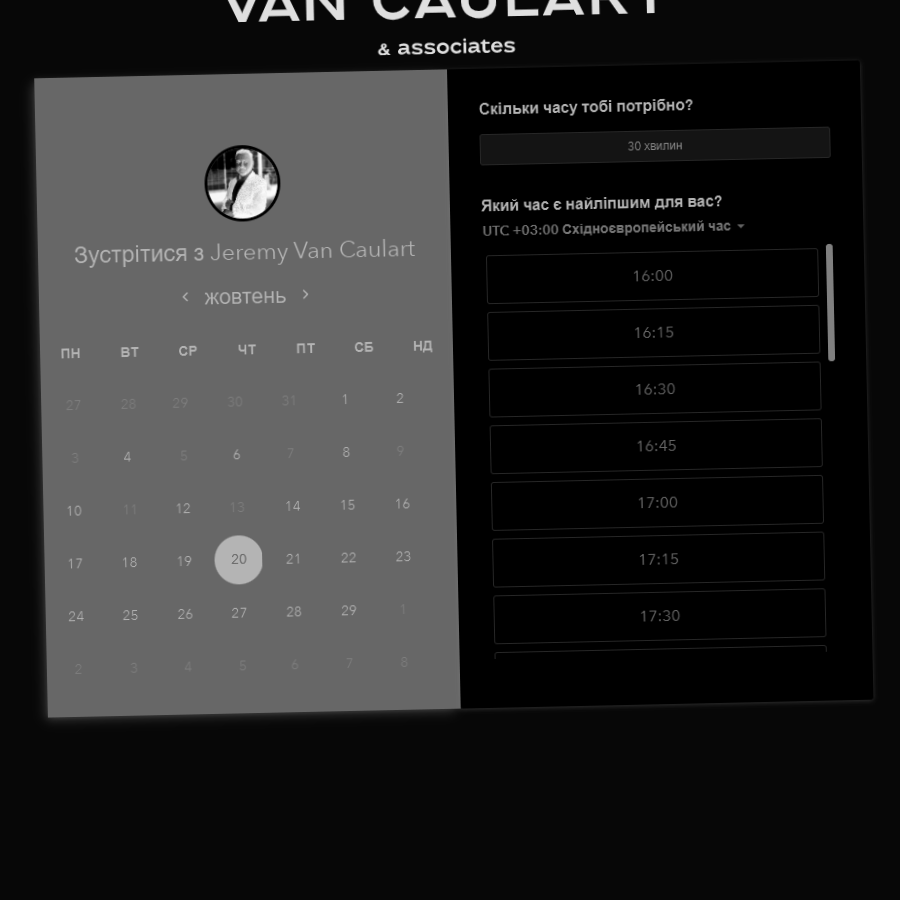 VAN CAULART
& associates
Зустрітися з Jeremy Van Caulart
‹ жовтень ›
ПН ВТ СР ЧТ ПТ СБ НД
27 28 29 30 31 1 2
3 4 5 6 7 8 9
10 11 12 13 14 15 16
17 18 19 20 21 22 23
24 25 26 27 28 29 1
2 3 4 5 6 7 8
Скільки часу тобі потрібно?
30 хвилин
Який час є найліпшим для вас?
UTC +03:00 Східноєвропейський час
16:00
16:15
16:30
16:45
17:00
17:15
17:30